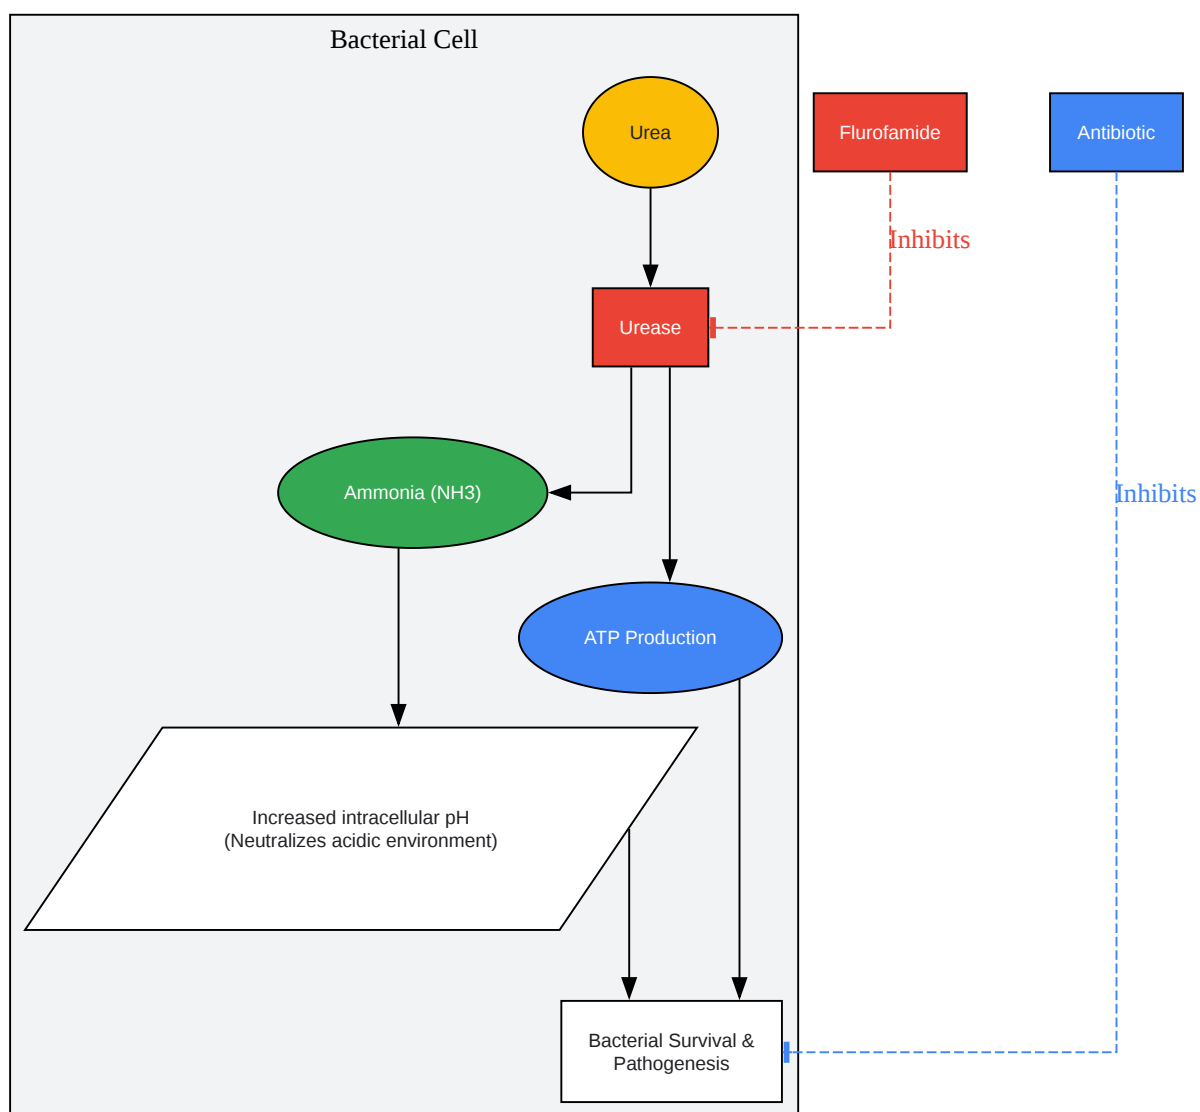 Bacterial Cell
Urea
Flurofamide
Antibiotic
Inhibits
Urease
Ammonia (NH3)
Inhibits
ATP Production
Increased intracellular pH
(Neutralizes acidic environment)
Bacterial Survival &
Pathogenesis